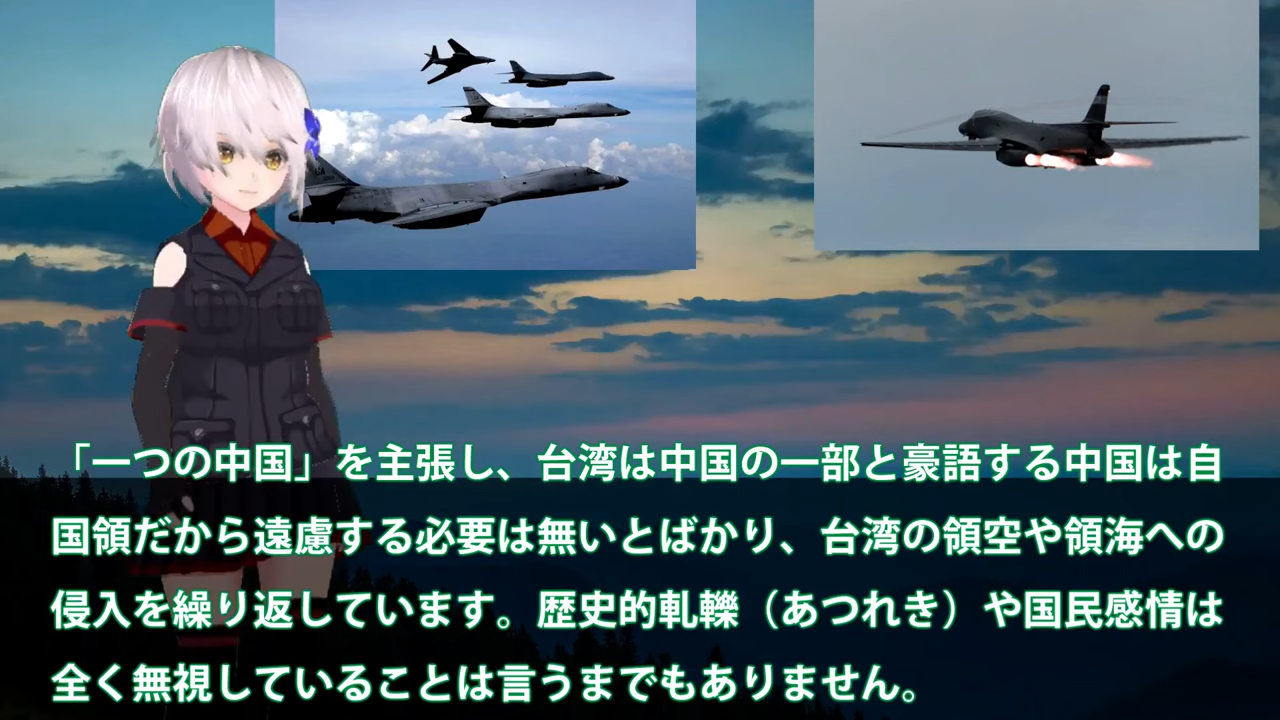 「一つの中国」を主張し、台湾は中国の一部と豪語する中国は自
国領だから遠慮する必要は無いとばかり、台湾の領空や領海への
侵入を繰り返しています。歴史的軋轢（あつれき）や国民感情は
全く無視していることは言うまでもありません。